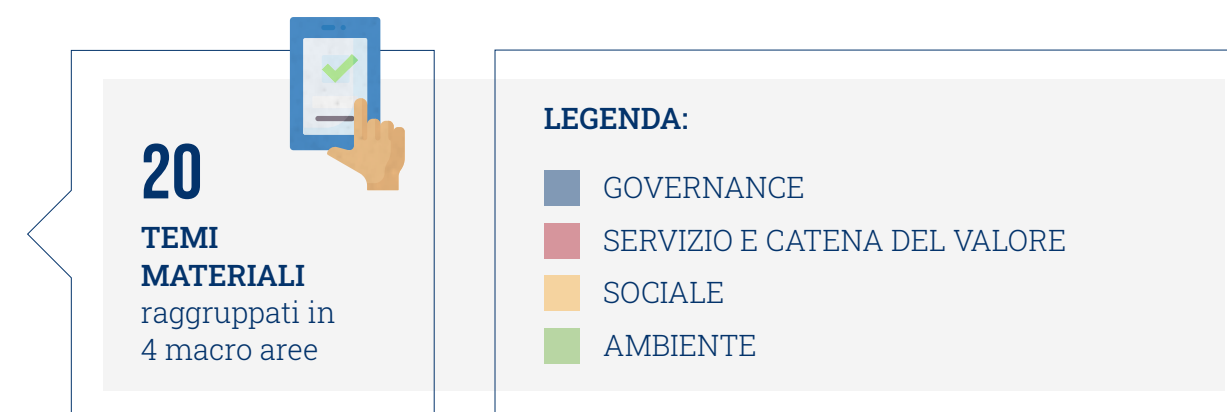 20
TEMI
MATERIALI
raggruppati in
4 macro aree
LEGENDA:
GOVERNANCE
SERVIZIO E CATENA DEL VALORE
SOCIALE
AMBIENTE